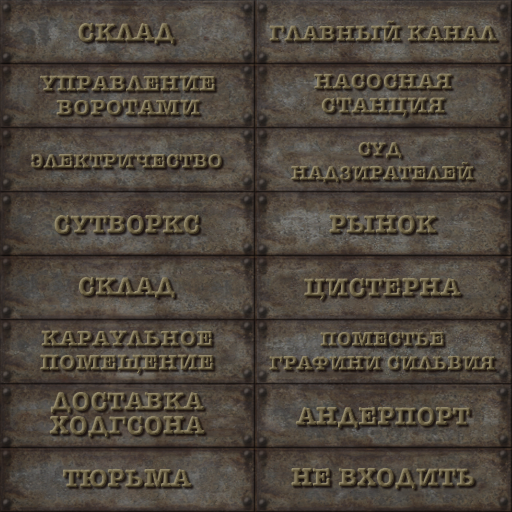 СКЛАД
УПРАВЛЕНИЕ
ВОРОТАМИ
ЭЛЕКТРИЧЕСТВО
СУТВОРКС
СКЛАД
КАРАУЛЬНОЕ
ПОМЕЩЕНИЕ
ДОСТАВКА
ХОДГСОНА
ТЮРЬМА
ГЛАВНЫЙ КАНАЛ
НАСОСНАЯ
СТАНЦИЯ
СУД
НАДЗИРАТЕЛЕЙ
РЫНОК
ЦИСТЕРНА
ПОМЕСТЬЕ
ГРАФИНИ СИЛЬВИЯ
АНДЕРПОРТ
НЕ ВХОДИТЬ